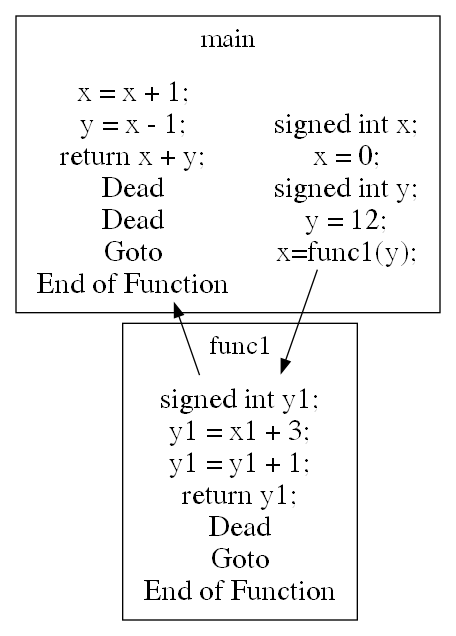 main
x = x + 1;
y = x - 1;
return x + y;
Dead
Dead
Goto
End of Function
signed int x;
x = 0;
signed int y;
y = 12;
x=func1(y);
func1
signed int y1;
y1 = x1 + 3;
y1 = y1 + 1;
return y1;
Dead
Goto
End of Function